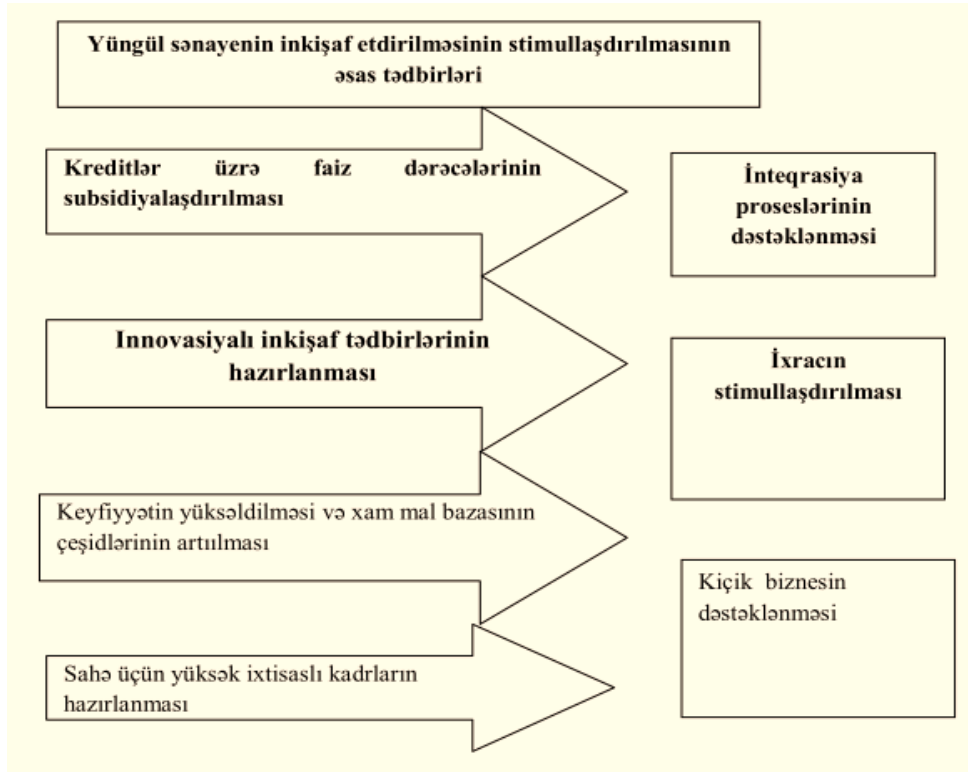 Yüngül sənayenin inkişaf etdirilməsinin stimullaşdırılmasının
əsas tədbirləri
Kreditlər üzrə faiz dərəcələrinin
subsidiyalaşdırılması
İnteqrasiya
proseslərinin
dəstəklənməsi
Innovasiyalı inkişaf tədbirlərinin
hazırlanması
İxracın
stimullaşdırılması
Keyfiyyətin yüksəldilməsi və xam mal bazasının
çeşidlərinin artıılması
Kiçik biznesin
dəstəklənməsi
Sahə üçün yüksək ixtisaslı kadrların
hazırlanması